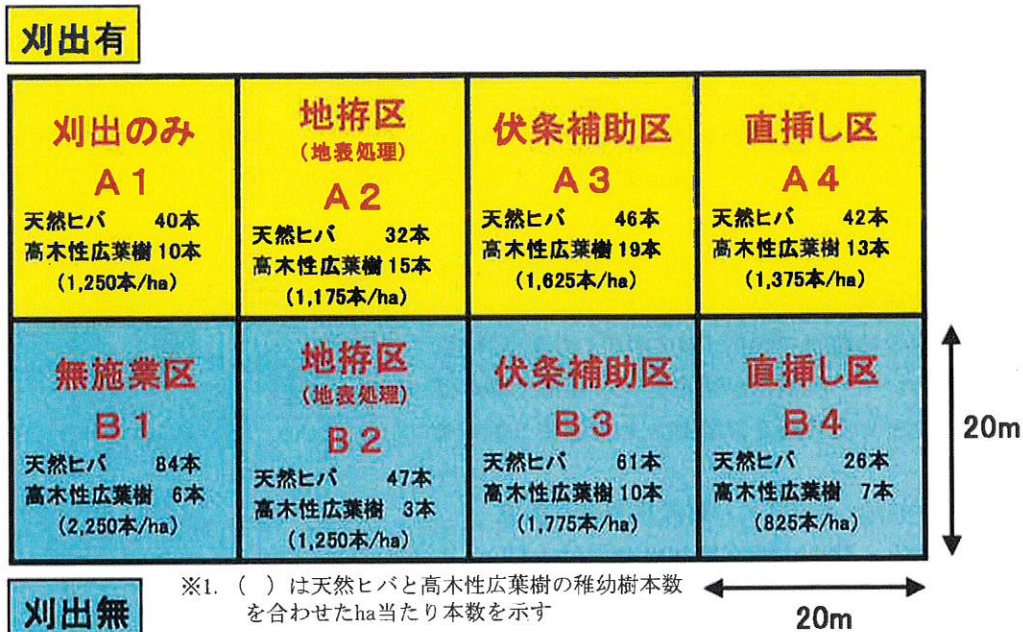 刈出有
刈出のみ
A1
天然ヒバ 40本
高木性広葉樹 10本
(1,250本/ha)
地拵区
(地表処理)
A2
天然ヒバ 32本
高木性広葉樹 15本
(1,175本/ha)
伏条補助区
A3
天然ヒバ 46本
高木性広葉樹 19本
(1,625本/ha)
直挿し区
A4
天然ヒバ 42本
高木性広葉樹 13本
(1,375本/ha)
無施業区
B1
天然ヒバ 84本
高木性広葉樹 6本
(2,250本/ha)
地拵区
(地表処理)
B2
天然ヒバ 47本
高木性広葉樹 3本
(1,250本/ha)
伏条補助区
B3
天然ヒバ 61本
高木性広葉樹 10本
(1,775本/ha)
直挿し区
B4
天然ヒバ 26本
高木性広葉樹 7本
(825本/ha)
20m
刈出無
※1. ( )は天然ヒバと高木性広葉樹の稚幼樹本数
を合わせたha当たり本数を示す
20m